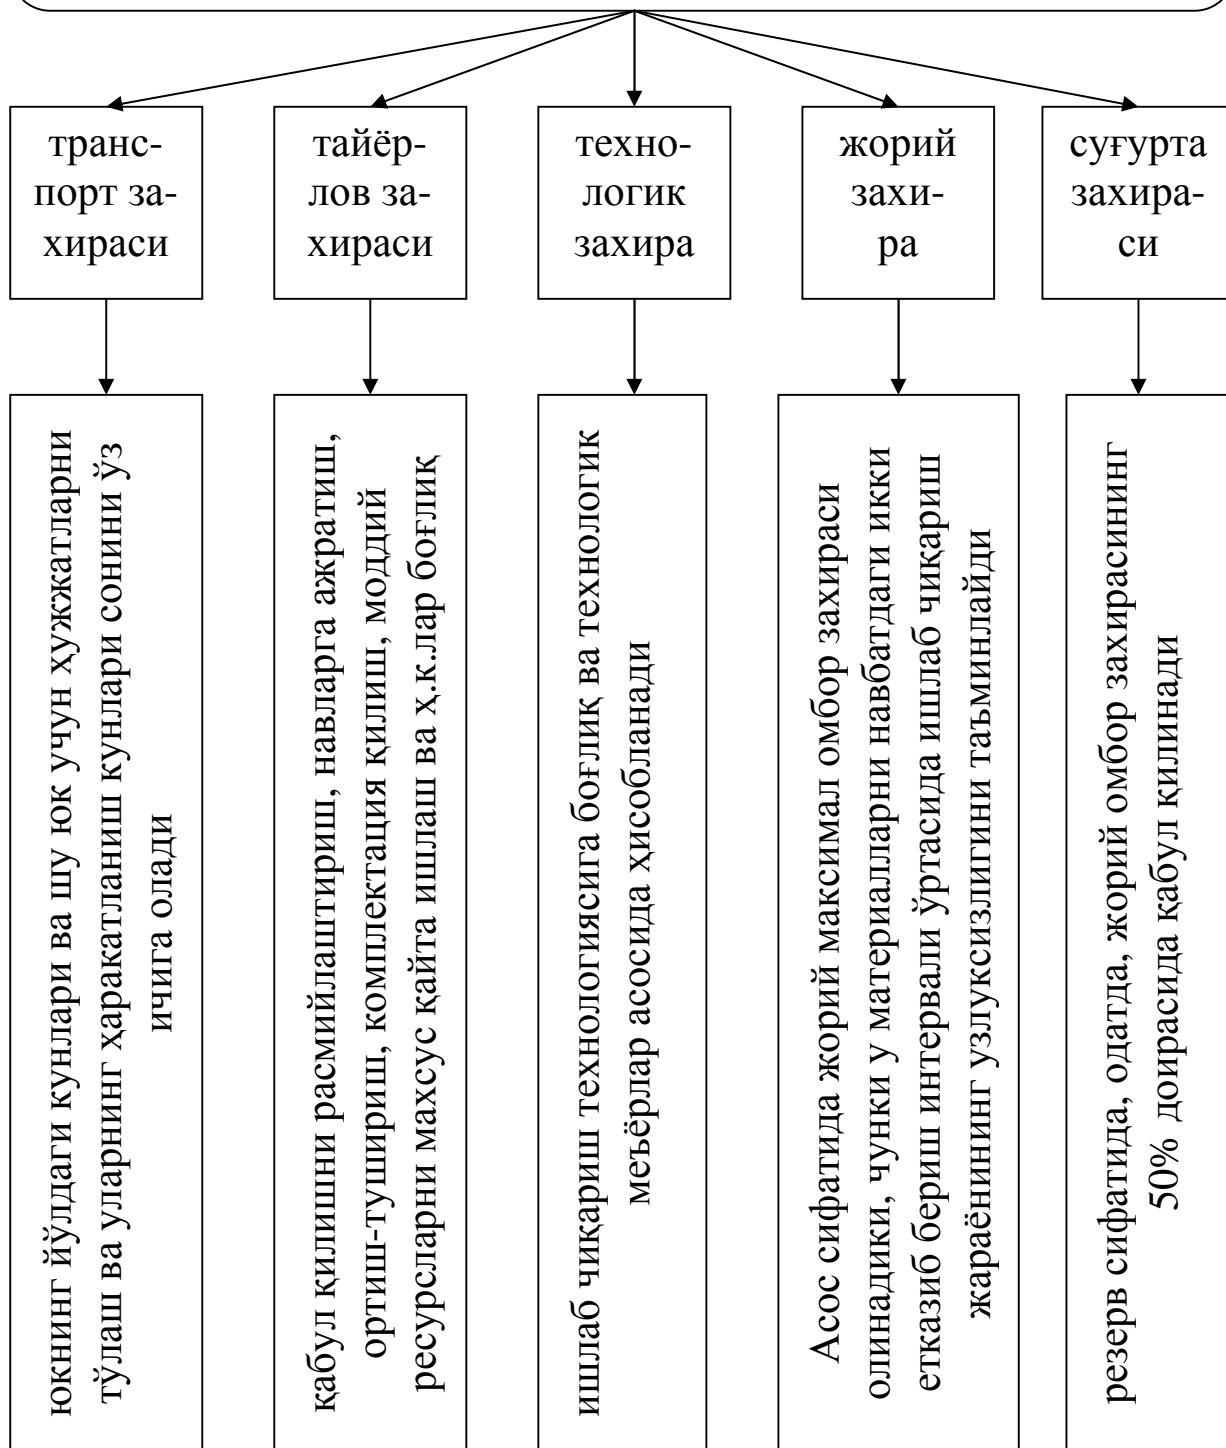 транс-
порт за-
хираси
тайёр-
лов за-
хираси
техно-
логик
захира
жорий
захи-
ра
суғурта
захира-
си
юкнинг йўлдаги кунлари ва шу юк учун ҳужжатларни
тўлаш ва уларнинг ҳаракатланиш кунлари сонини ўз
ичига олади
қабул қилишни расмийлаштириш, навларга ажратиш,
ортиш-тушириш, комплектация қилиш, моддий
ресурсларни махсус қайта ишлаш ва ҳ.к.лар боғлиқ
ишлаб чиқариш технологиясига боғлиқ ва технологик
меъёрлар асосида ҳисобланади
Асос сифатида жорий максимал омбор захираси
олинадики, чунки у материалларни навбатдаги икки
етказиб бериш интервали ўртасида ишлаб чиқариш
жараёнининг узлуксизлигини таъминлайди
резерв сифатида, одатда, жорий омбор захирасининг
50% доирасида қабул қилинади